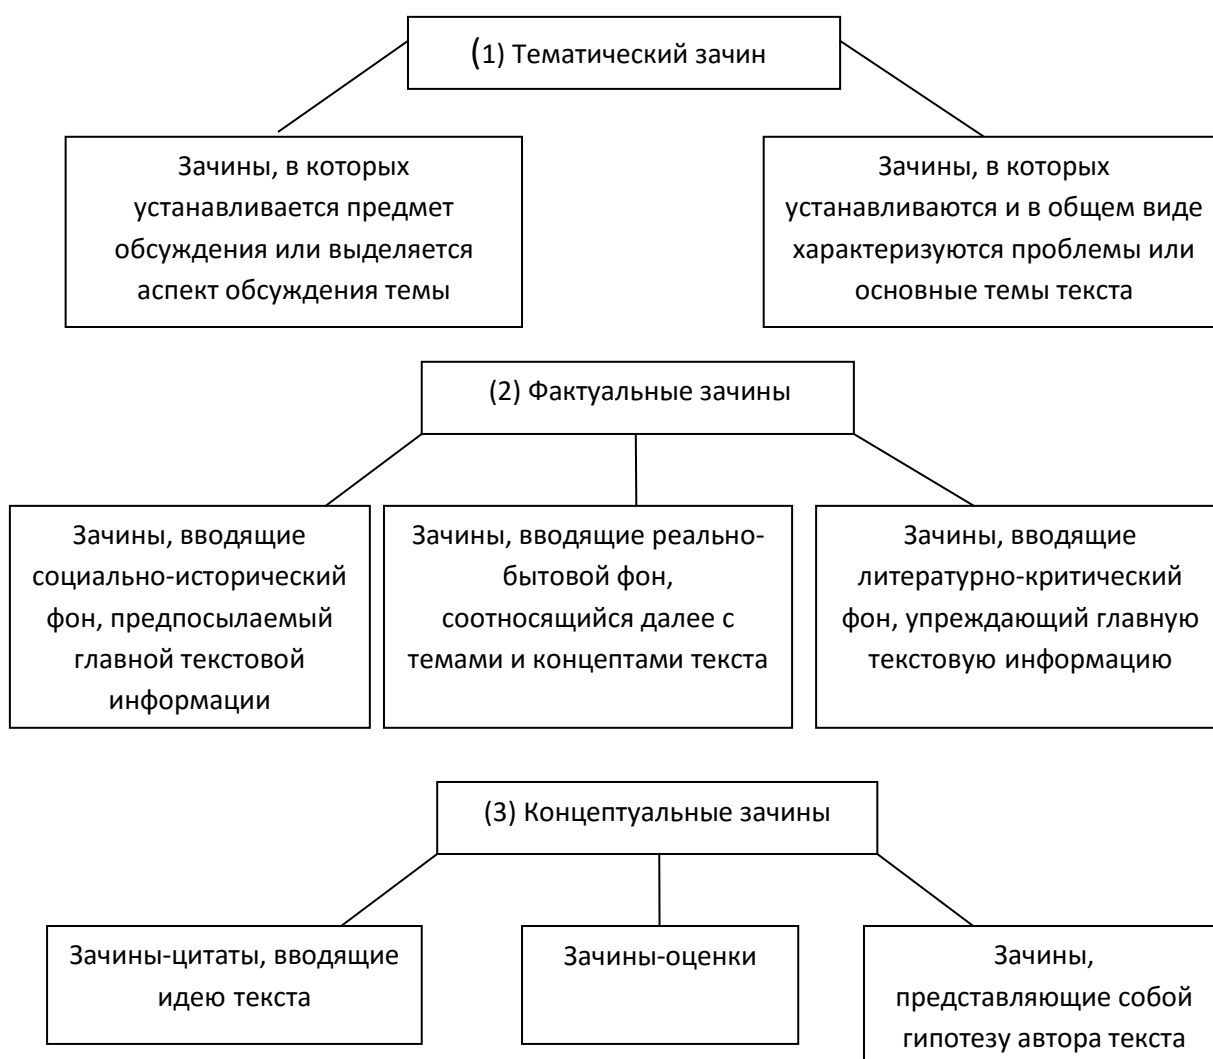 (1) Тематический зачин
Зачины, в которых
устанавливается предмет
обсуждения или выделяется
аспект обсуждения темы
Зачины, в которых
устанавливаются и в общем виде
характеризуются проблемы или
основные темы текста
(2) Фактуальные зачины
Зачины, вводящие
социально-исторический
фон, предпосылаемый
главной текстовой
информации
Зачины, вводящие реально-
бытовой фон,
соотносящийся далее с
темами и концептами текста
Зачины, вводящие
литературно-критический
фон, упреждающий главную
текстовую информацию
(3) Концептуальные зачины
Зачины-цитаты, вводящие
идею текста
Зачины-оценки
Зачины,
представляющие собой
гипотезу автора текста